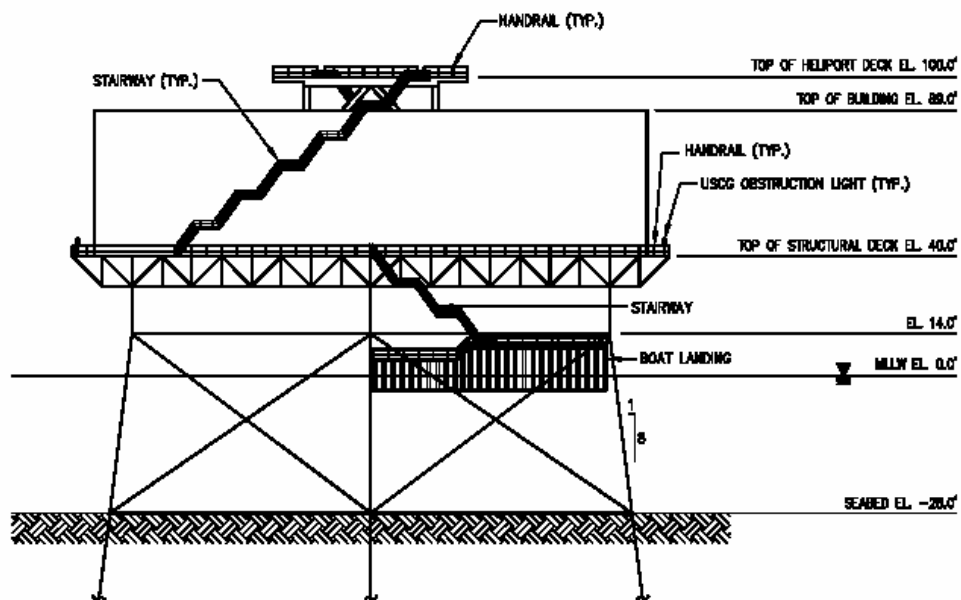 HANDRAIL (TYP.)
STAIRWAY (TYP.)
TOP OF HELIPORT DECK EL. 100.0'
TOP OF BUILDING EL. 89.0'
HANDRAIL (TYP.)
USCG OBSTRUCTION LIGHT (TYP.)
TOP OF STRUCTURAL DECK EL. 40.0'
STAIRWAY
EL. 14.0'
BOAT LANDING
MLLW EL. 0.0'
1
8
SEABED EL.